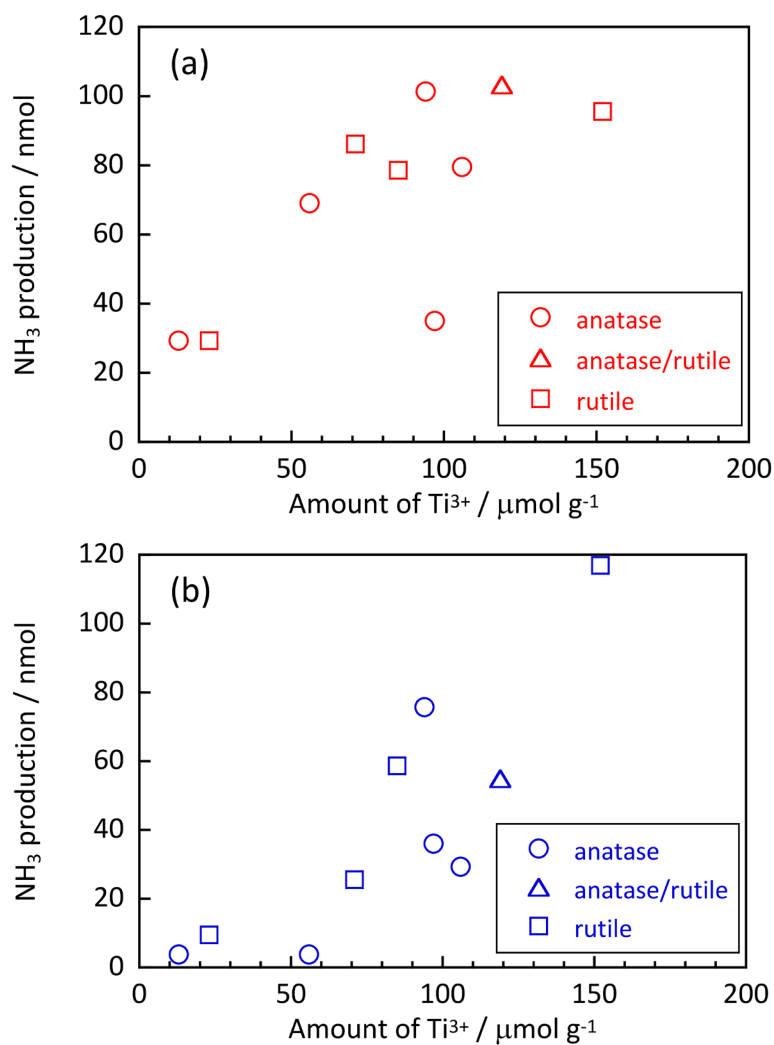 120
(a)
100
80
60
40
20
0
NH₃ production / nmol
anatase
anatase/rutile
rutile
0 50 100 150 200
Amount of Ti³⁺ / μmol g⁻¹
120
(b)
100
80
60
40
20
0
NH₃ production / nmol
anatase
anatase/rutile
rutile
0 50 100 150 200
Amount of Ti³⁺ / μmol g⁻¹